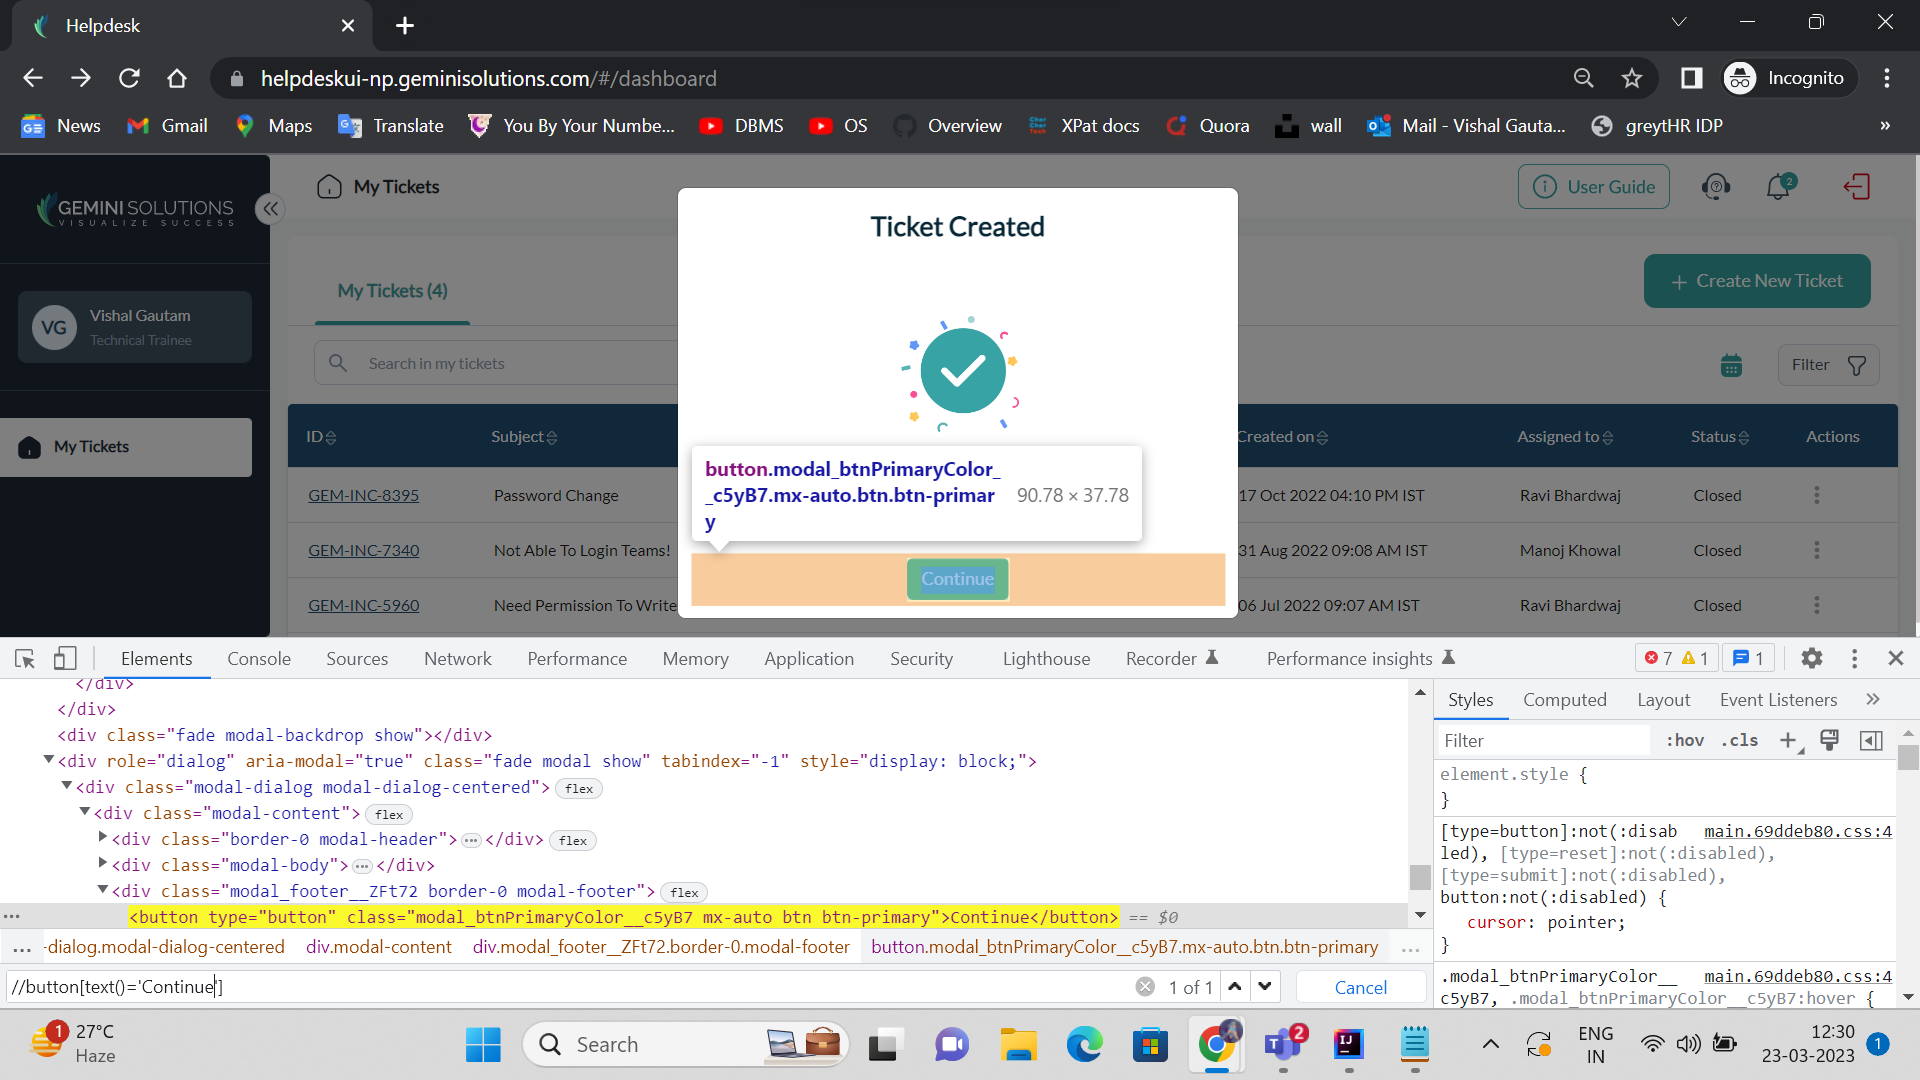 Helpdesk
helpdeskui-np.geminisolutions.com/#/dashboard
Incognito
News
Gmail
Maps
Translate
You By Your Numbe...
DBMS
OS
Overview
XPat docs
Quora
wall
Mail - Vishal Gauta...
greytHR IDP
»
GEMINI SOLUTIONS
VISUALIZE SUCCESS
My Tickets
User Guide
2
Ticket Created
VG
Vishal Gautam
Technical Trainee
My Tickets
My Tickets (4)
+ Create New Ticket
Search in my tickets
Filter
ID
Subject
Created on
Assigned to
Status
Actions
GEM-INC-8395
Password Change
17 Oct 2022 04:10 PM IST
Ravi Bhardwaj
Closed
GEM-INC-7340
Not Able To Login Teams!
31 Aug 2022 09:08 AM IST
Manoj Khowal
Closed
GEM-INC-5960
Need Permission To Write
06 Jul 2022 09:07 AM IST
Ravi Bhardwaj
Closed
button.modal_btnPrimaryColor_
_c5yB7.mx-auto.btn.btn-primar
y
90.78 × 37.78
Continue
Elements
Console
Sources
Network
Performance
Memory
Application
Security
Lighthouse
Recorder
Performance insights
7
1
1
</div>
</div>
<div class="fade modal-backdrop show"></div>
<div role="dialog" aria-modal="true" class="fade modal show" tabindex="-1" style="display: block;">
<div class="modal-dialog modal-dialog-centered"> flex
<div class="modal-content"> flex
<div class="border-0 modal-header">…</div> flex
<div class="modal-body">…</div>
<div class="modal_footer__ZFt72 border-0 modal-footer"> flex
... <button type="button" class="modal_btnPrimaryColor__c5yB7 mx-auto btn btn-primary">Continue</button> == $0
... -dialog.modal-dialog-centered div.modal-content div.modal_footer__ZFt72.border-0.modal-footer button.modal_btnPrimaryColor__c5yB7.mx-auto.btn.btn-primary ...
//button[text()='Continue']
1 of 1
Cancel
Styles
Computed
Layout
Event Listeners
»
Filter
:hov
.cls
+
element.style {
}
[type=button]:not(:disab main.69ddeb80.css:4
led), [type=reset]:not(:disabled),
[type=submit]:not(:disabled),
button:not(:disabled) {
cursor: pointer;
}
.modal_btnPrimaryColor__ main.69ddeb80.css:4
c5yB7, .modal_btnPrimaryColor__c5yB7:hover {
1
27°C
Haze
Search
2
IJ
ENG
IN
12:30
23-03-2023
1